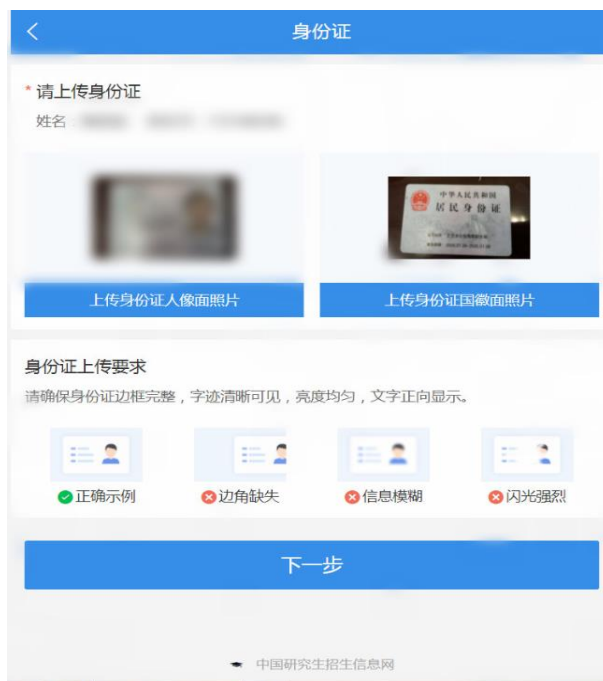 身份证
* 请上传身份证
姓名
中华人民共和国
居民身份证
上传身份证人像面照片
上传身份证国徽面照片
身份证上传要求
请确保身份证边框完整，字迹清晰可见，亮度均匀，文字正向显示。
正确示例
边角缺失
信息模糊
闪光强烈
下一步
中国研究生招生信息网